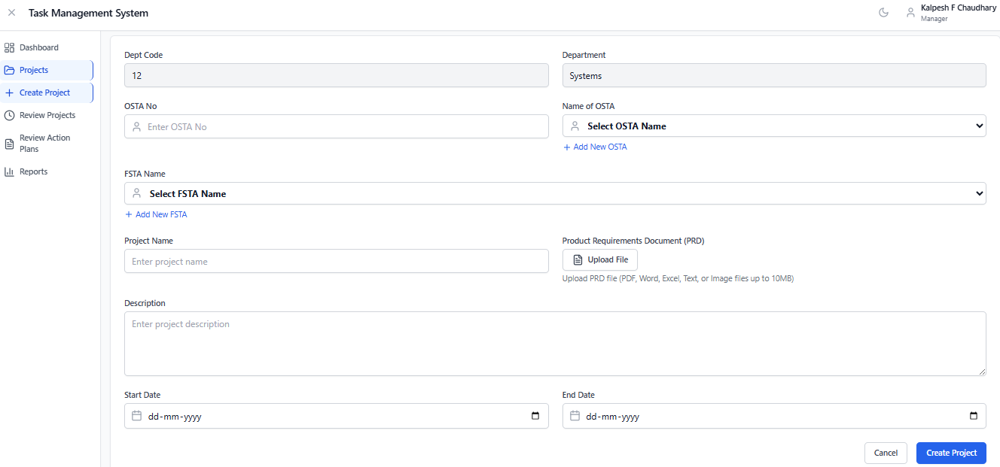 Task Management System
Kalpesh F Chaudhary
Manager
Dashboard
Projects
Create Project
Review Projects
Review Action
Plans
Reports
Dept Code
Department
12
Systems
OSTA No
Name of OSTA
Enter OSTA No
Select OSTA Name
Add New OSTA
FSTA Name
Select FSTA Name
Add New FSTA
Project Name
Product Requirements Document (PRD)
Enter project name
Upload File
Upload PRD file (PDF, Word, Excel, Text, or Image files up to 10MB)
Description
Enter project description
Start Date
End Date
dd-mm-yyyy
dd-mm-yyyy
Cancel
Create Project